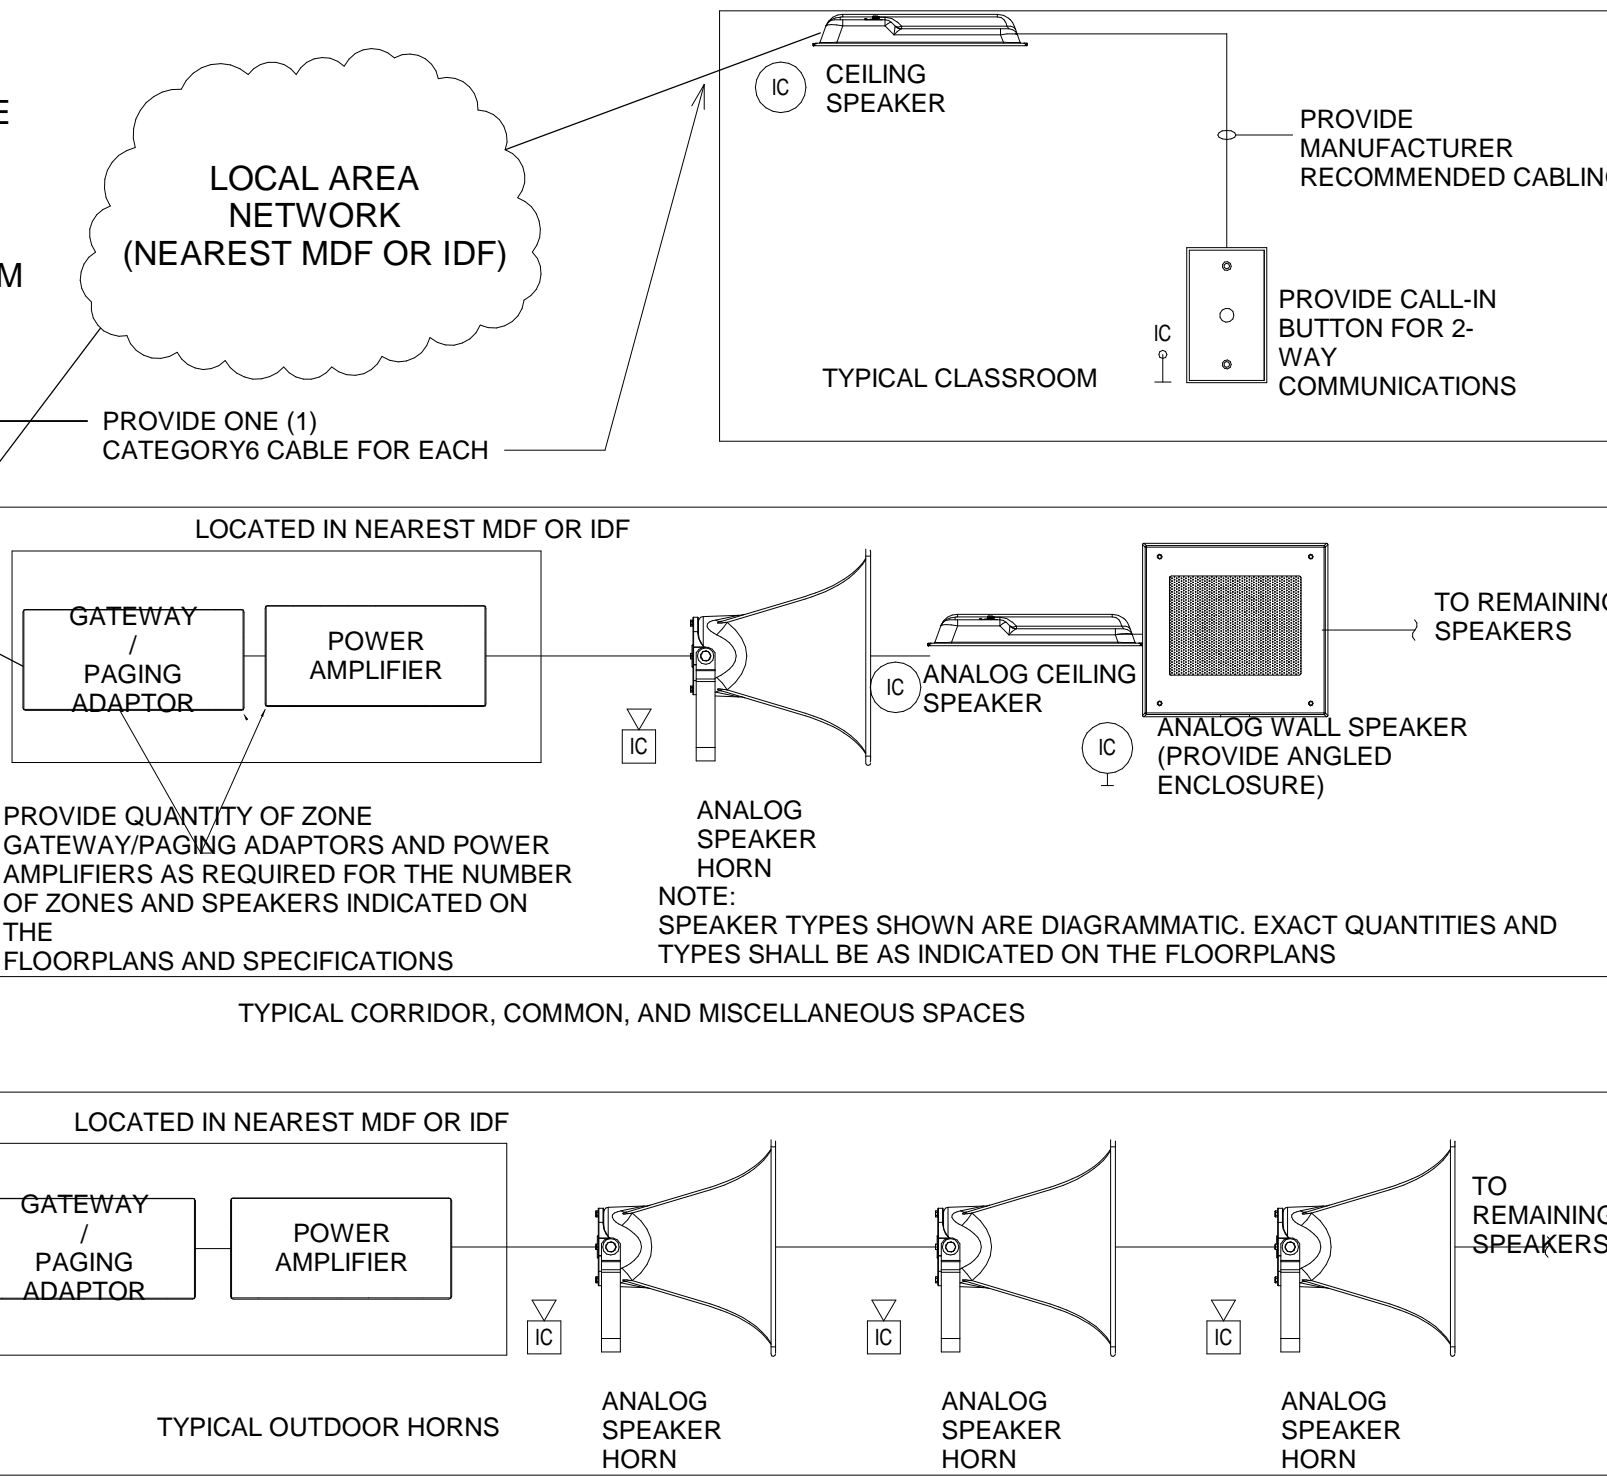 E
M
LOCAL AREA
NETWORK
(NEAREST MDF OR IDF)
PROVIDE ONE (1)
CATEGORY6 CABLE FOR EACH
IC
CEILING
SPEAKER
PROVIDE
MANUFACTURER
RECOMMENDED CABLING
IC
PROVIDE CALL-IN
BUTTON FOR 2-
WAY
COMMUNICATIONS
TYPICAL CLASSROOM
LOCATED IN NEAREST MDF OR IDF
GATEWAY
/
PAGING
ADAPTOR
POWER
AMPLIFIER
PROVIDE QUANTITY OF ZONE
GATEWAY/PAGING ADAPTORS AND POWER
AMPLIFIERS AS REQUIRED FOR THE NUMBER
OF ZONES AND SPEAKERS INDICATED ON
THE
FLOORPLANS AND SPECIFICATIONS
IC
ANALOG
SPEAKER
HORN
IC
ANALOG CEILING
SPEAKER
IC
ANALOG WALL SPEAKER
(PROVIDE ANGLED
ENCLOSURE)
TO REMAINING
SPEAKERS
NOTE:
SPEAKER TYPES SHOWN ARE DIAGRAMMATIC. EXACT QUANTITIES AND
TYPES SHALL BE AS INDICATED ON THE FLOORPLANS
TYPICAL CORRIDOR, COMMON, AND MISCELLANEOUS SPACES
LOCATED IN NEAREST MDF OR IDF
GATEWAY
/
PAGING
ADAPTOR
POWER
AMPLIFIER
IC
ANALOG
SPEAKER
HORN
IC
ANALOG
SPEAKER
HORN
IC
ANALOG
SPEAKER
HORN
TO
REMAINING
SPEAKERS
TYPICAL OUTDOOR HORNS